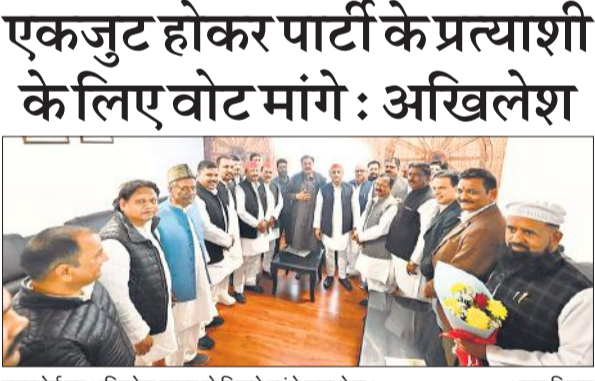 एकजुट होकर पार्टी के प्रत्याशी
के लिए वोट मांगे : अखिलेश